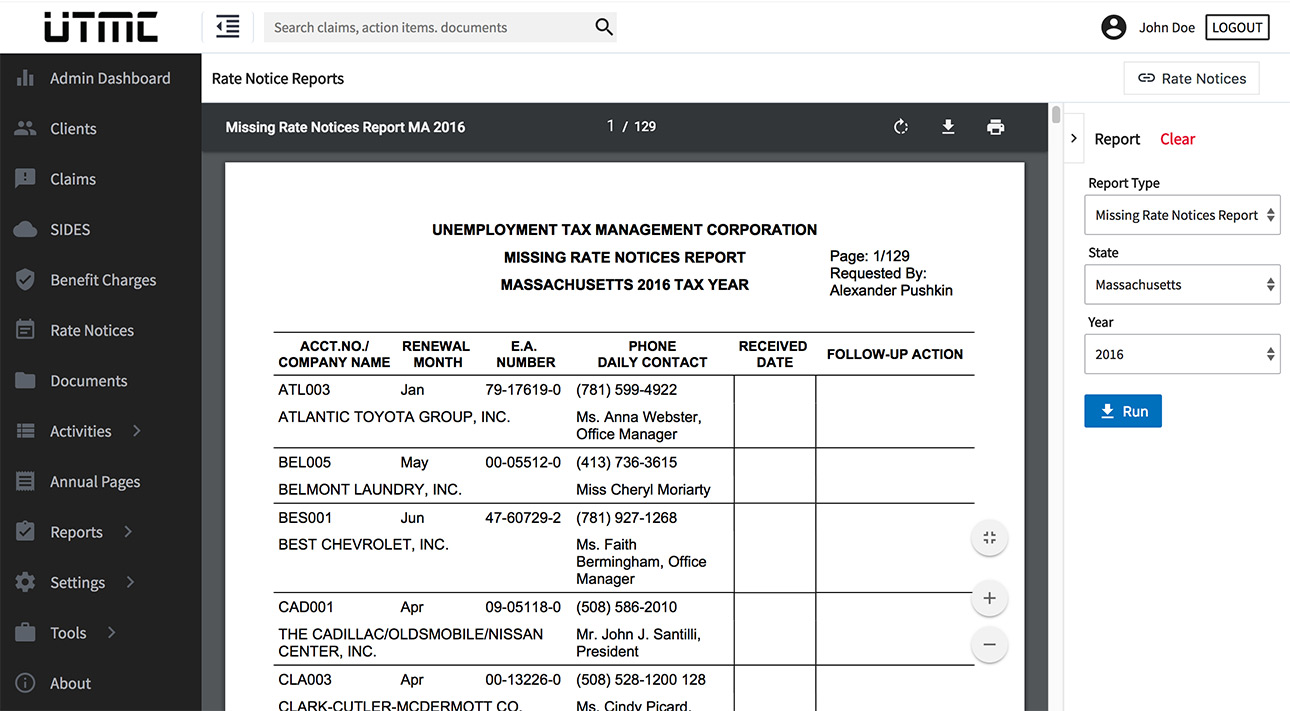 UTMC
Search claims, action items. documents
John Doe
LOGOUT
Admin Dashboard
Clients
Claims
SIDES
Benefit Charges
Rate Notices
Documents
Activities
Annual Pages
Reports
Settings
Tools
About
Rate Notice Reports
Rate Notices
Missing Rate Notices Report MA 2016
1 / 129
UNEMPLOYMENT TAX MANAGEMENT CORPORATION
MISSING RATE NOTICES REPORT
MASSACHUSETTS 2016 TAX YEAR
Page: 1/129
Requested By:
Alexander Pushkin
ACCT.NO./ RENEWAL E.A. PHONE RECEIVED FOLLOW-UP ACTION
COMPANY NAME MONTH NUMBER DAILY CONTACT DATE
ATL003 Jan 79-17619-0 (781) 599-4922
ATLANTIC TOYOTA GROUP, INC. Ms. Anna Webster,
Office Manager
BEL005 May 00-05512-0 (413) 736-3615
BELMONT LAUNDRY, INC. Miss Cheryl Moriarty
BES001 Jun 47-60729-2 (781) 927-1268
BEST CHEVROLET, INC. Ms. Faith
Bermingham, Office
Manager
CAD001 Apr 09-05118-0 (508) 586-2010
THE CADILLAC/OLDSMOBILE/NISSAN Mr. John J. Santilli,
CENTER, INC. President
CLA003 Apr 00-13226-0 (508) 528-1200 128
CLARK-CUTLER-MCDERMOTT CO. Ms. Cindy Picard,
Report Clear
Report Type
Missing Rate Notices Report
State
Massachusetts
Year
2016
Run